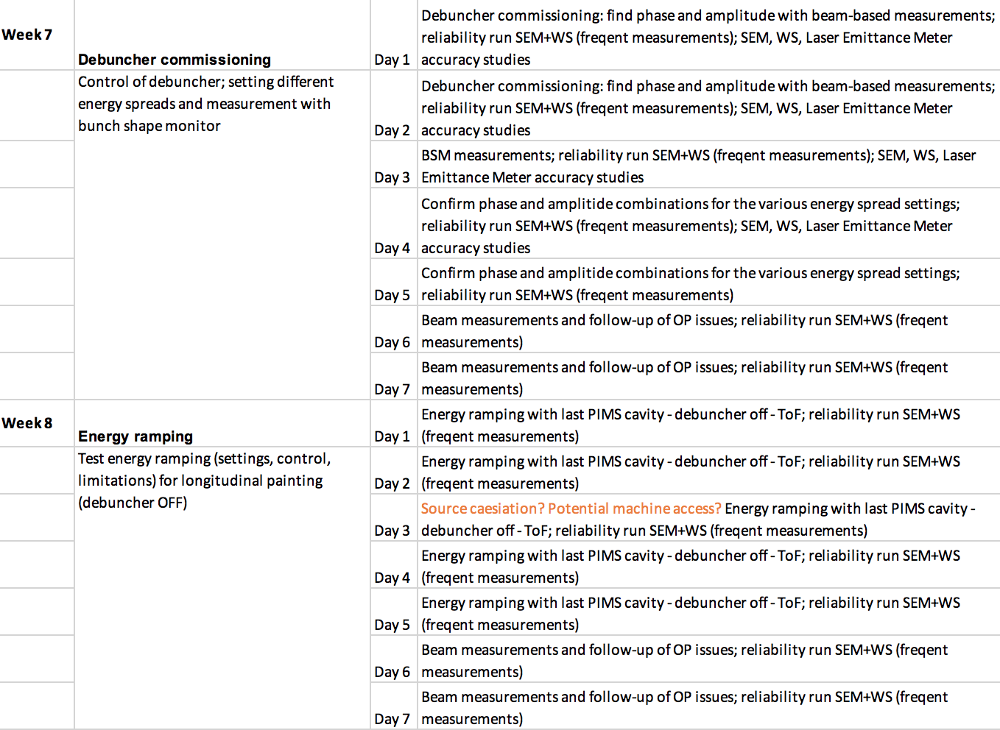 Week 7
Debuncher commissioning
Day 1
Debuncher commissioning: find phase and amplitude with beam-based measurements;
reliability run SEM+WS (freqent measurements); SEM, WS, Laser Emittance Meter
accuracy studies
Control of debuncher; setting different
energy spreads and measurement with
bunch shape monitor
Day 2
Debuncher commissioning: find phase and amplitude with beam-based measurements;
reliability run SEM+WS (freqent measurements); SEM, WS, Laser Emittance Meter
accuracy studies
Day 3
BSM measurements; reliability run SEM+WS (freqent measurements); SEM, WS, Laser
Emittance Meter accuracy studies
Day 4
Confirm phase and amplitide combinations for the various energy spread settings;
reliability run SEM+WS (freqent measurements); SEM, WS, Laser Emittance Meter
accuracy studies
Day 5
Confirm phase and amplitide combinations for the various energy spread settings;
reliability run SEM+WS (freqent measurements)
Day 6
Beam measurements and follow-up of OP issues; reliability run SEM+WS (freqent
measurements)
Day 7
Beam measurements and follow-up of OP issues; reliability run SEM+WS (freqent
measurements)
Week 8
Energy ramping
Day 1
Energy ramping with last PIMS cavity - debuncher off - ToF; reliability run SEM+WS
(freqent measurements)
Test energy ramping (settings, control,
limitations) for longitudinal painting
(debuncher OFF)
Day 2
Energy ramping with last PIMS cavity - debuncher off - ToF; reliability run SEM+WS
(freqent measurements)
Day 3
Source caesiation? Potential machine access? Energy ramping with last PIMS cavity -
debuncher off - ToF; reliability run SEM+WS (freqent measurements)
Day 4
Energy ramping with last PIMS cavity - debuncher off - ToF; reliability run SEM+WS
(freqent measurements)
Day 5
Energy ramping with last PIMS cavity - debuncher off - ToF; reliability run SEM+WS
(freqent measurements)
Day 6
Beam measurements and follow-up of OP issues; reliability run SEM+WS (freqent
measurements)
Day 7
Beam measurements and follow-up of OP issues; reliability run SEM+WS (freqent
measurements)